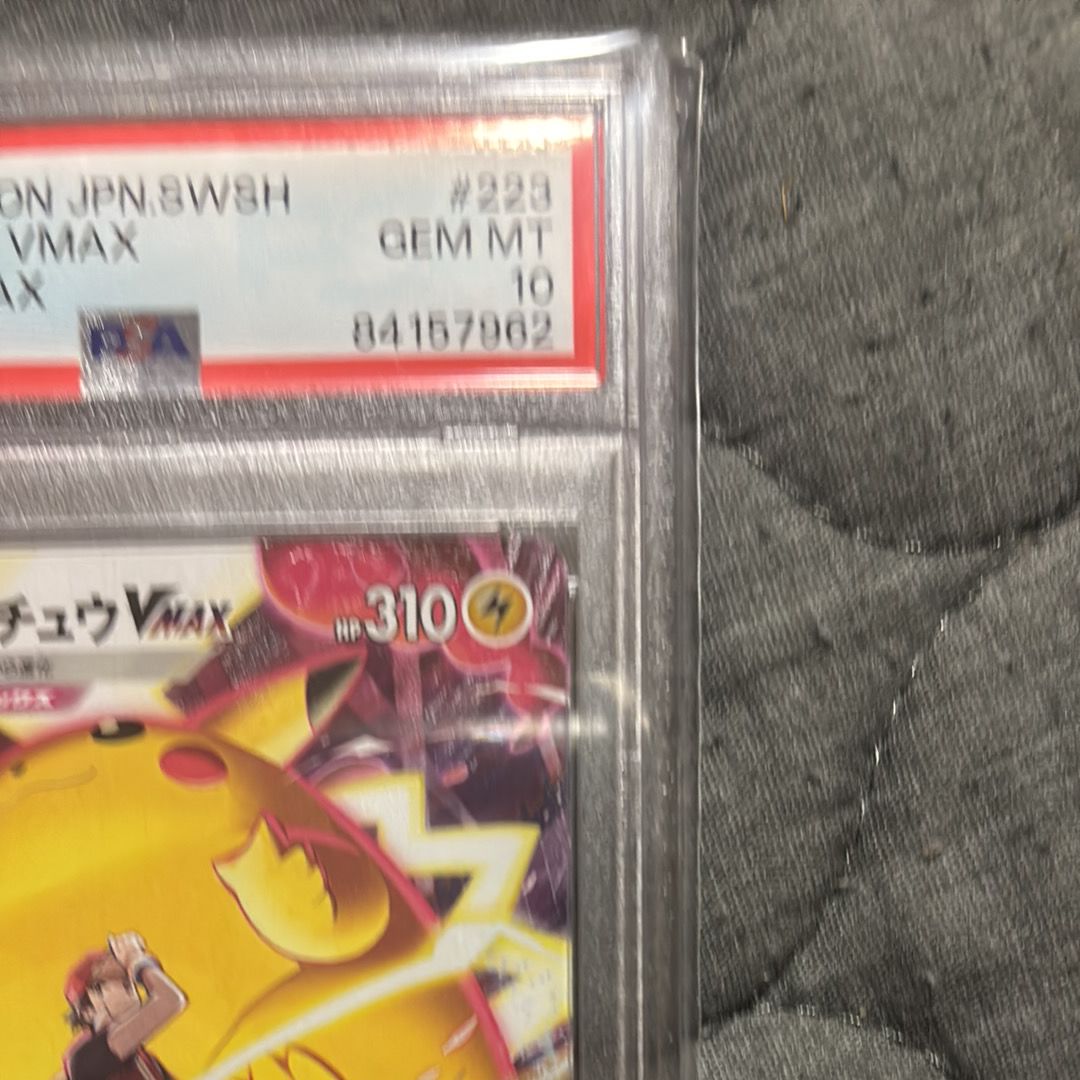 ON JPN.SWSH #223
VMAX GEM MT
AX 10
84157962
PSA
チュウVMAX HP310